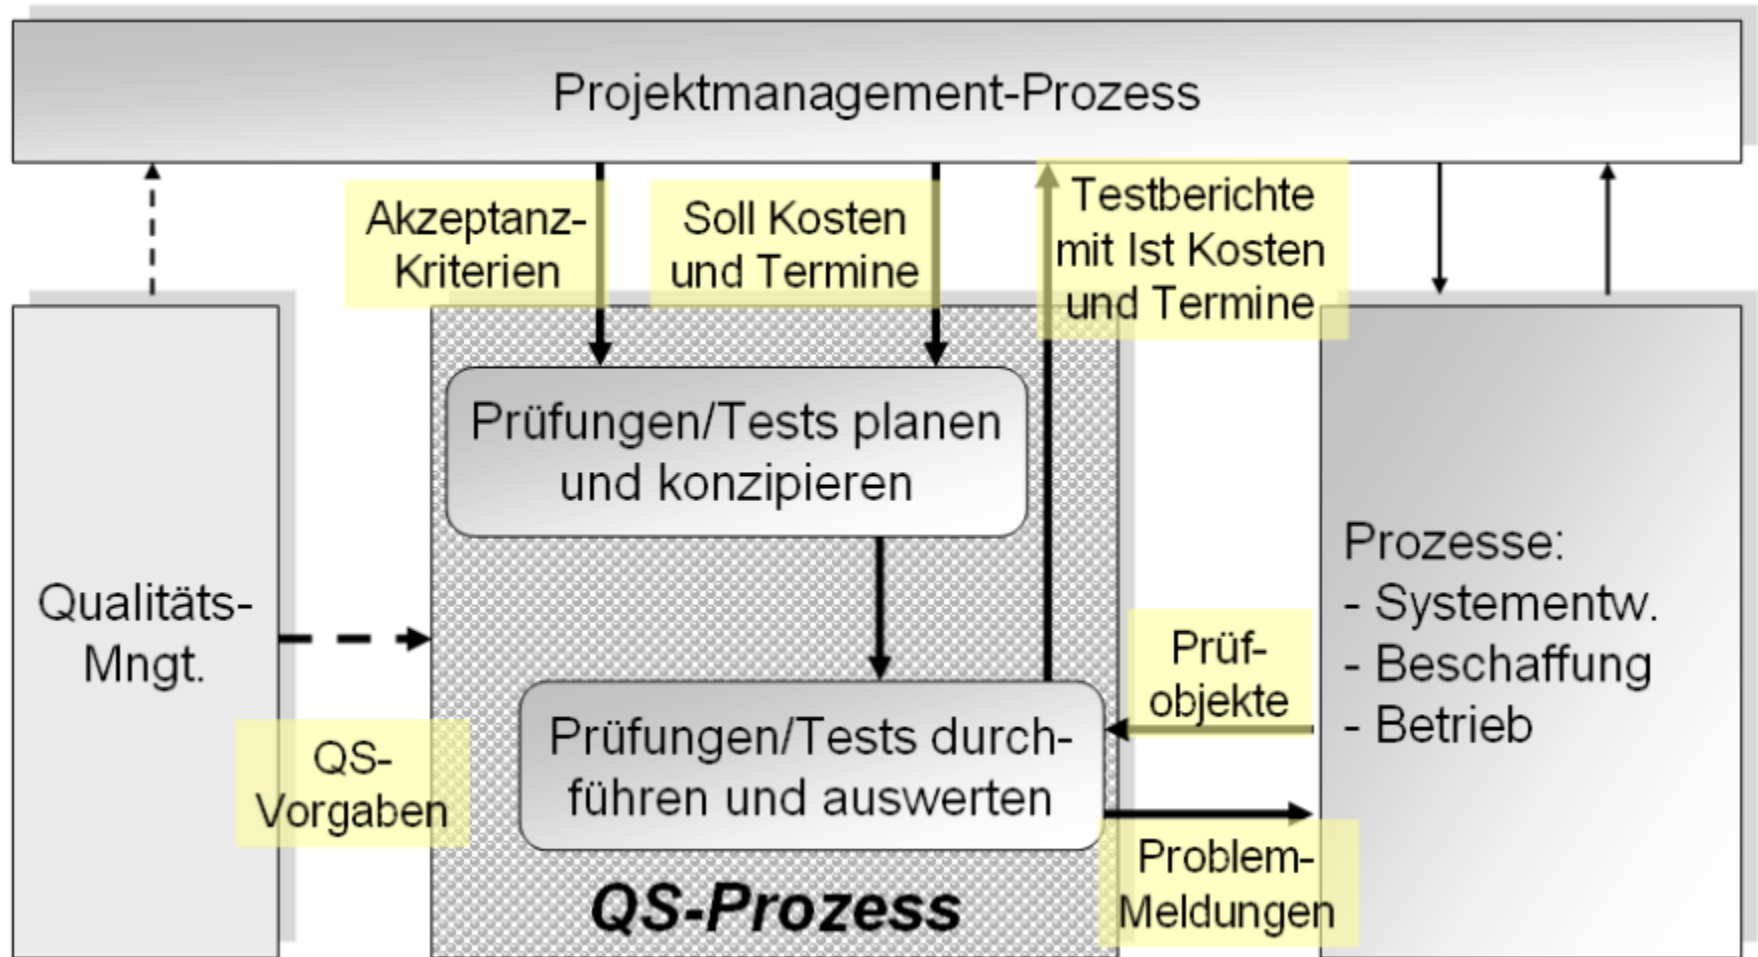 Projektmanagement-Prozess
Akzeptanz-
Kriterien
Soll Kosten
und Termine
Testberichte
mit Ist Kosten
und Termine
Prüfungen/Tests planen
und konzipieren
Qualitäts-
Mngt.
QS-
Vorgaben
Prüfungen/Tests durch-
führen und auswerten
Prüf-
objekte
Problem-
Meldungen
Prozesse:
- Systementw.
- Beschaffung
- Betrieb
QS-Prozess